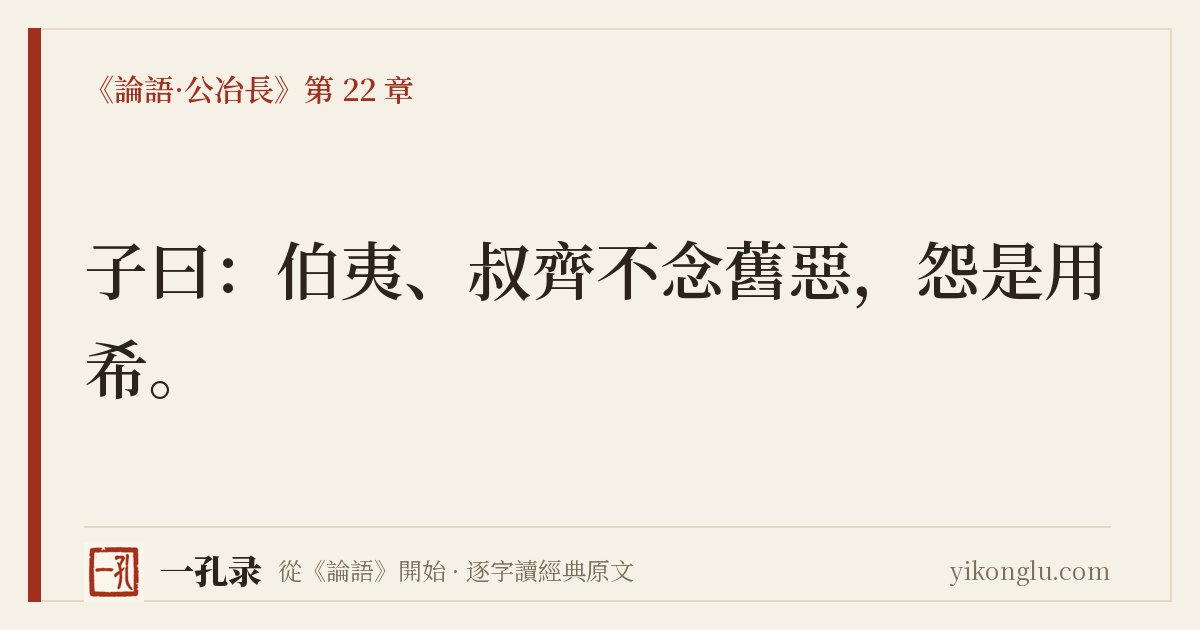 《論語·公冶長》第 22 章
子曰：伯夷、叔齊不念舊惡，怨是用
希。
一孔
一孔录 從《論語》開始 · 逐字讀經典原文
yikonglu.com